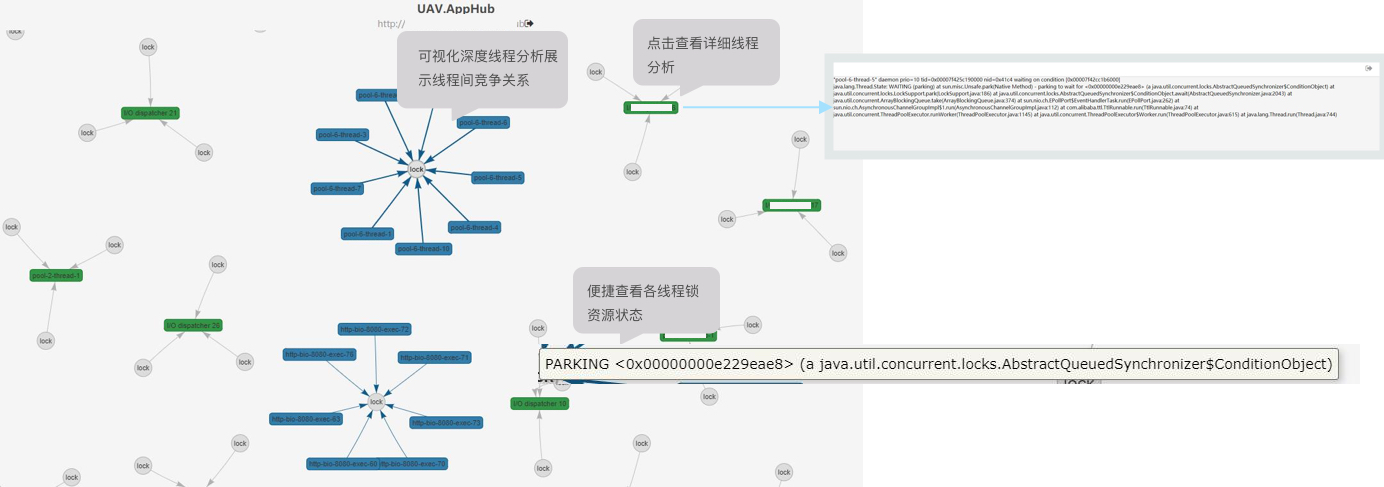 UAV.AppHub
http://
lock
lock
可视化深度线程分析展
示线程间竞争关系
点击查看详细线程
分析
lock
"pool-6-thread-5" daemon prio=10 tid=0x00007f425c190000 nid=0x41c4 waiting on condition [0x00007f42cc1b6000]
java.lang.Thread.State: WAITING (parking) at sun.misc.Unsafe.park(Native Method) - parking to wait for <0x00000000e229eae8> (a java.util.concurrent.locks.AbstractQueuedSynchronizer$ConditionObject) at
java.util.concurrent.locks.LockSupport.park(LockSupport.java:186) at java.util.concurrent.locks.AbstractQueuedSynchronizer$ConditionObject.await(AbstractQueuedSynchronizer.java:2043) at
java.util.concurrent.ArrayBlockingQueue.take(ArrayBlockingQueue.java:374) at sun.nio.ch.EPollPort$EventHandlerTask.run(EPollPort.java:262) at
sun.nio.ch.AsynchronousChannelGroupImpl$1.run(AsynchronousChannelGroupImpl.java:112) at com.alibaba.ttl.TtlRunnable.run(TtlRunnable.java:74) at
java.util.concurrent.ThreadPoolExecutor.runWorker(ThreadPoolExecutor.java:1145) at java.util.concurrent.ThreadPoolExecutor$Worker.run(ThreadPoolExecutor.java:615) at java.lang.Thread.run(Thread.java:744)
I/O dispatcher 21
pool-6-thread-6
lock
pool-6-thread-3
lock
lock
lock
lock
lock
pool-6-thread-5
pool-6-thread-7
lock
lock
pool-6-thread-4
pool-6-thread-1
pool-6-thread-10
lock
lock
lock
pool-2-thread-1
便捷查看各线程锁
资源状态
I/O dispatcher 26
http-bio-8080-exec-72
lock
lock
lock
http-bio-8080-exec-75
lock
lock
PARKING <0x00000000e229eae8> (a java.util.concurrent.locks.AbstractQueuedSynchronizer$ConditionObject)
lock
lock
lock
I/O dispatcher 16
http-bio-8080-exec-63
http-bio-8080-exec-73
lock
lock
lock
http-bio-8080-exec-60
http-bio-8080-exec-70
lock
lock
lock
lock